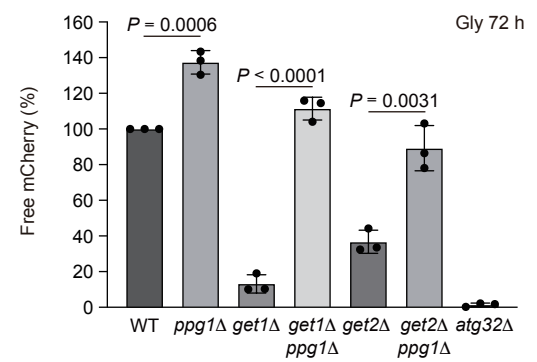 Gly 72 h
P = 0.0006
P < 0.0001
P = 0.0031
Free mCherry (%)
160
140
120
100
80
60
40
20
0
WT ppg1Δ get1Δ get1Δ get2Δ get2Δ atg32Δ
ppg1Δ ppg1Δ